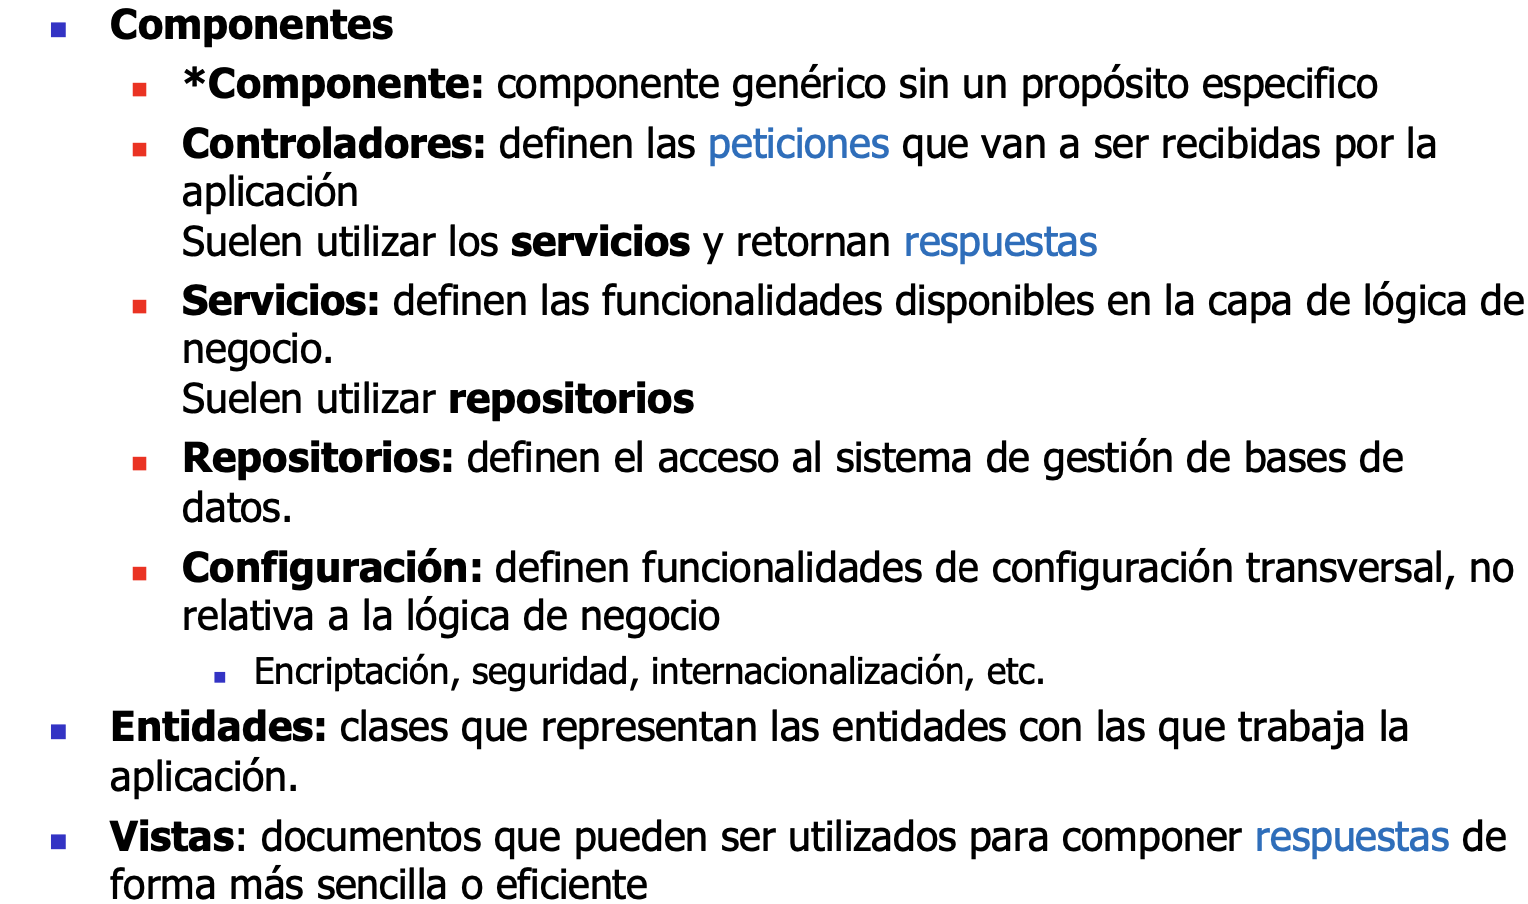 Componentes
*Componente: componente genérico sin un propósito especifico
Controladores: definen las peticiones que van a ser recibidas por la
aplicación
Suelen utilizar los servicios y retornan respuestas
Servicios: definen las funcionalidades disponibles en la capa de lógica de
negocio.
Suelen utilizar repositorios
Repositorios: definen el acceso al sistema de gestión de bases de
datos.
Configuración: definen funcionalidades de configuración transversal, no
relativa a la lógica de negocio
Encriptación, seguridad, internacionalización, etc.
Entidades: clases que representan las entidades con las que trabaja la
aplicación.
Vistas: documentos que pueden ser utilizados para componer respuestas de
forma más sencilla o eficiente